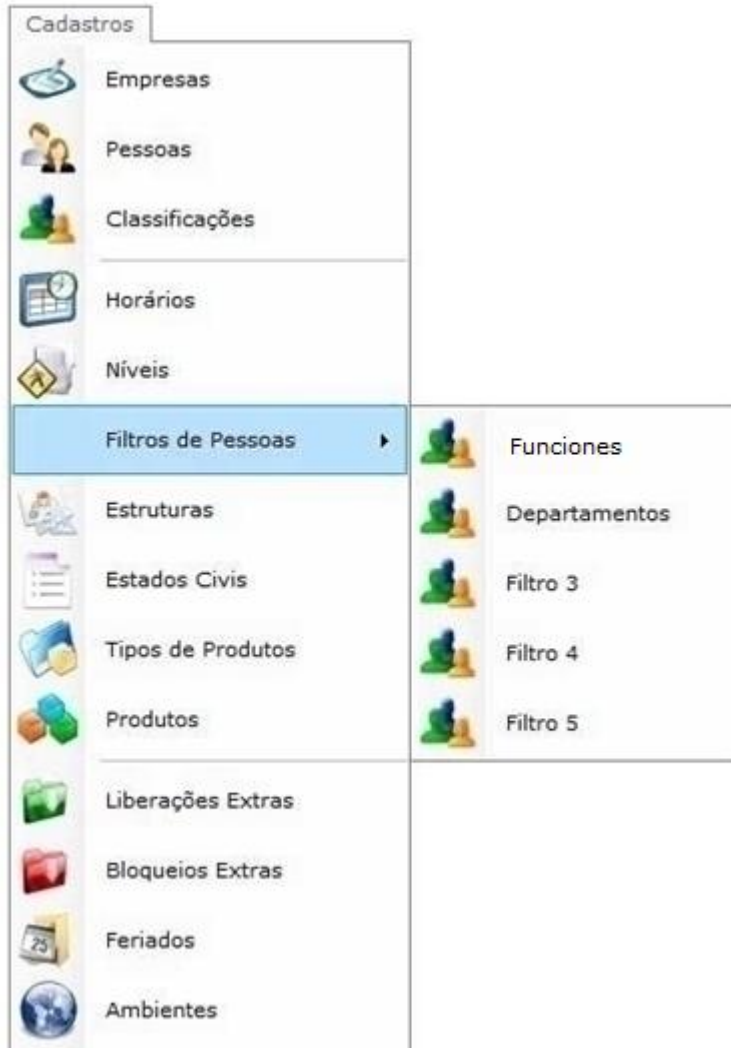 Cadastros
Empresas
Pessoas
Classificações
Horários
Níveis
Filtros de Pessoas
Funciones
Departamentos
Filtro 3
Filtro 4
Filtro 5
Estruturas
Estados Civis
Tipos de Produtos
Produtos
Liberações Extras
Bloqueios Extras
Feriados
25
Ambientes